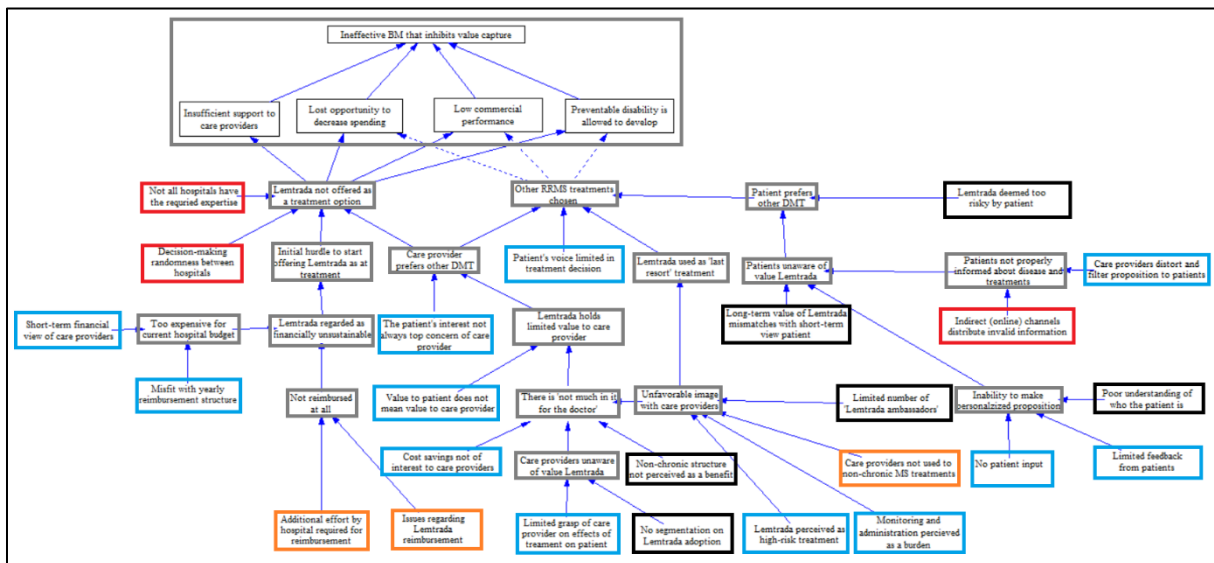 Ineffective BM that inhibits value capture
Insufficient support to
care providers
Lost opportunity to
decrease spending
Low commercial
performance
Preventable disability is
allowed to develop
Not all hospitals have
the requried expertise
Lemtrada not offered as
a treatment option
Other RRMS treatments
chosen
Patient prefers
other DMT
Lemtrada deemed too
risky by patient
Decision-making
randomness between
hospitals
Initial hurdle to start
offering Lemtrada as at
treatment
Care provider
prefers other DMT
Patient's voice limited in
treatment decision
Lemtrada used as 'last
resort' treatment
Patients unaware of
value Lemtrada
Patients not properly
informed about disease and
treatments
Care providers distort and
filter proposition to patients
Short-term financial
view of care providers
Too expensive for
current hospital budget
Lemtrada regarded as
financially unsustainable
The patient's interest not
always top concern of care
provider
Lemtrada holds
limited value to care
provider
Long-term value of Lemtrada
mismatches with short-term
view patient
Indirect (online) channels
distribute invalid information
Misfit with yearly
reimbursement structure
Not reimbursed
at all
Value to patient does not
mean value to care provider
There is 'not much in it
for the doctor'
Unfavorable image
with care providers
Limited number of
'Lemtrada ambassadors'
Inability to make
personalzized proposition
Poor understanding of
who the patient is
Cost savings not of
interest to care providers
Care providers unaware
of value Lemtrada
Non-chronic structure
not perceived as a benefit
Care providers not used to
non-chronic MS treatments
No patient input
Limited feedback
from patients
Additional effort by
hospital required for
reimbursement
Issues regarding
Lemtrada
reimbursement
Limited grasp of care
provider on effects of
treament on patient
No segmentation on
Lemtrada adoption
Lemtrada perceived as
high-risk treatment
Monitoring and
administration percieved
as a burden